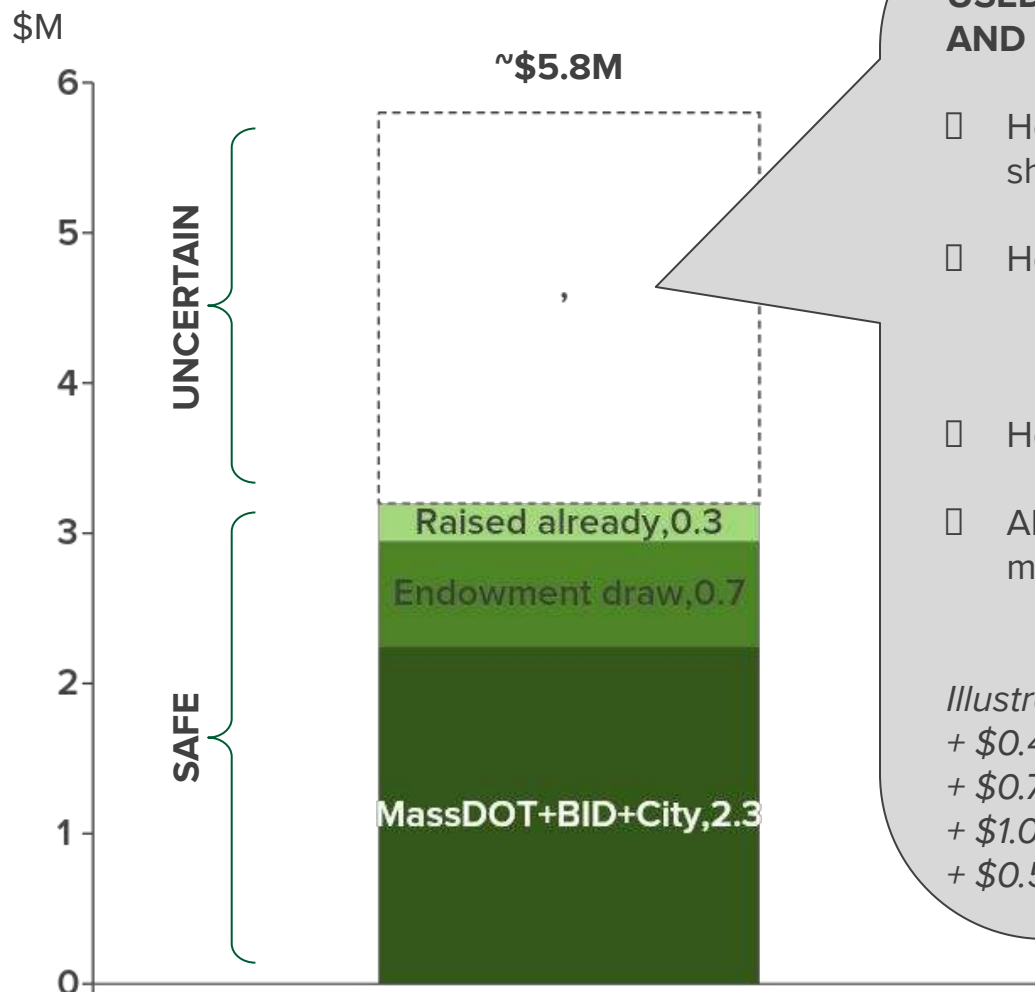 $M
~$5.8M
6
5
4
3
2
1
0
UNCERTAIN
SAFE
,
Raised already,0.3
Endowment draw,0.7
MassDOT+BID+City,2.3
AND
sh
+ $0.4
+ $0.7
+ $1.0
+ $0.5